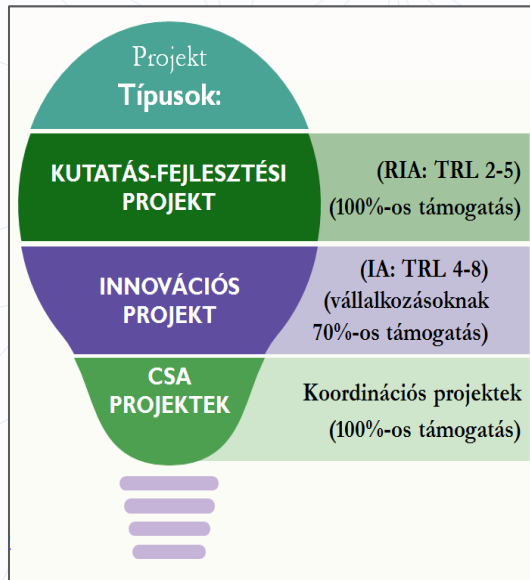 Projekt
Típusok:
KUTATÁS-FEJLESZTÉSI
PROJEKT
(RIA: TRL 2-5)
(100%-os támogatás)
INNOVÁCIÓS
PROJEKT
(IA: TRL 4-8)
(vállalkozásoknak
70%-os támogatás)
CSA
PROJEKTEK
Koordinációs projektek
(100%-os támogatás)